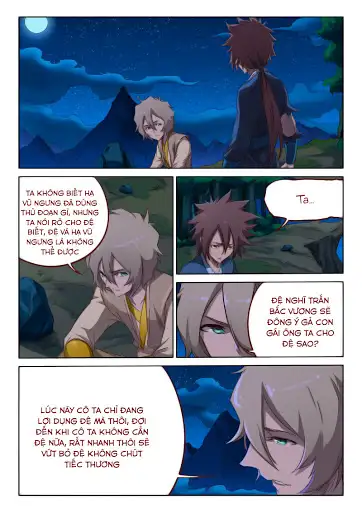 TA KHÔNG BIẾT HẠ
VŨ NGƯNG ĐÃ DÙNG
THỦ ĐOẠN GÌ, NHƯNG
TA NÓI RÕ CHO ĐỆ
BIẾT, ĐỆ VÀ HẠ VŨ
NGƯNG LÀ KHÔNG
THỂ ĐƯỢC
TA...
ĐỆ NGHĨ TRẤN
BẮC VƯƠNG SẼ
ĐỒNG Ý GẢ CON
GÁI ÔNG TA CHO
ĐỆ SAO?
LÚC NÀY CÔ TA CHỈ ĐANG
LỢI DỤNG ĐỆ MÀ THÔI, ĐỢI
ĐẾN KHI CÔ TA KHÔNG CẦN
ĐỆ NỮA, RẤT NHANH THÔI SẼ
VỨT BỎ ĐỆ KHÔNG CHÚT
TIẾC THƯƠNG